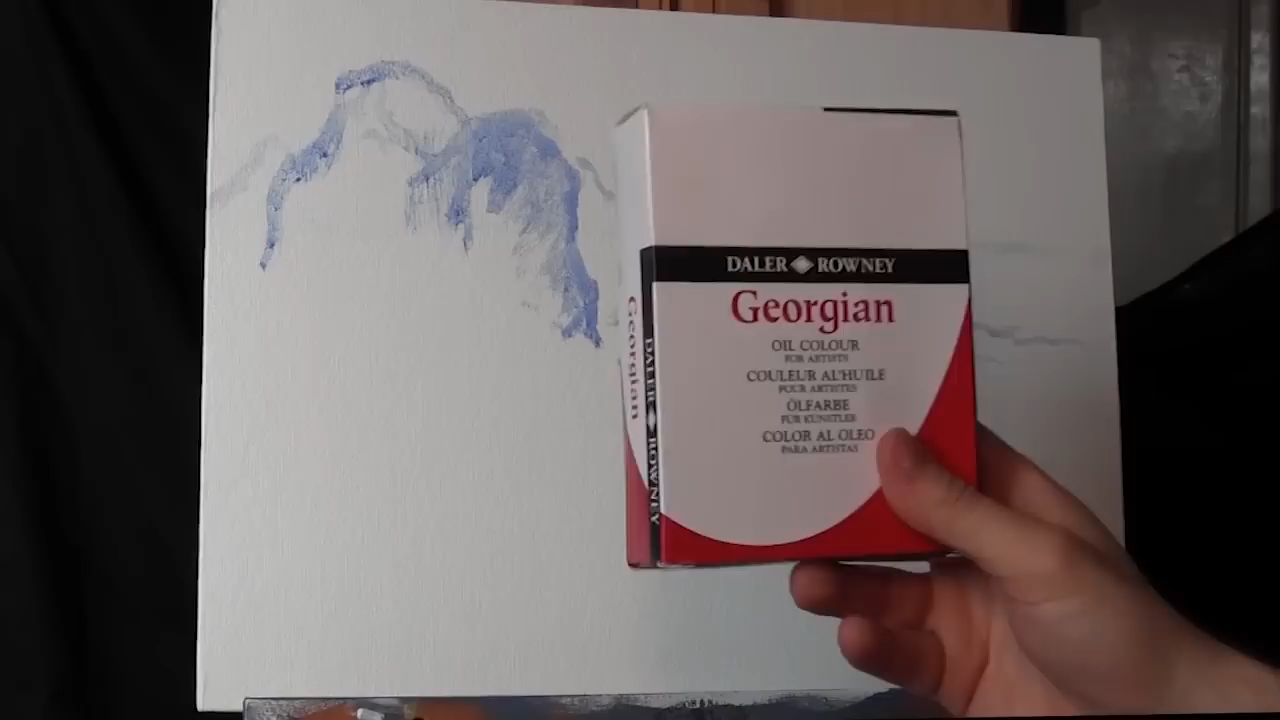 DALER ROWNEY
Georgian
OIL COLOUR
FOR ARTISTS
COULEUR AL'HUILE
POUR ARTISTES
ÖLFARBE
FÜR KÜNSTLER
COLOR AL OLEO
PARA ARTISTAS
Georgian
DALER ROWNEY